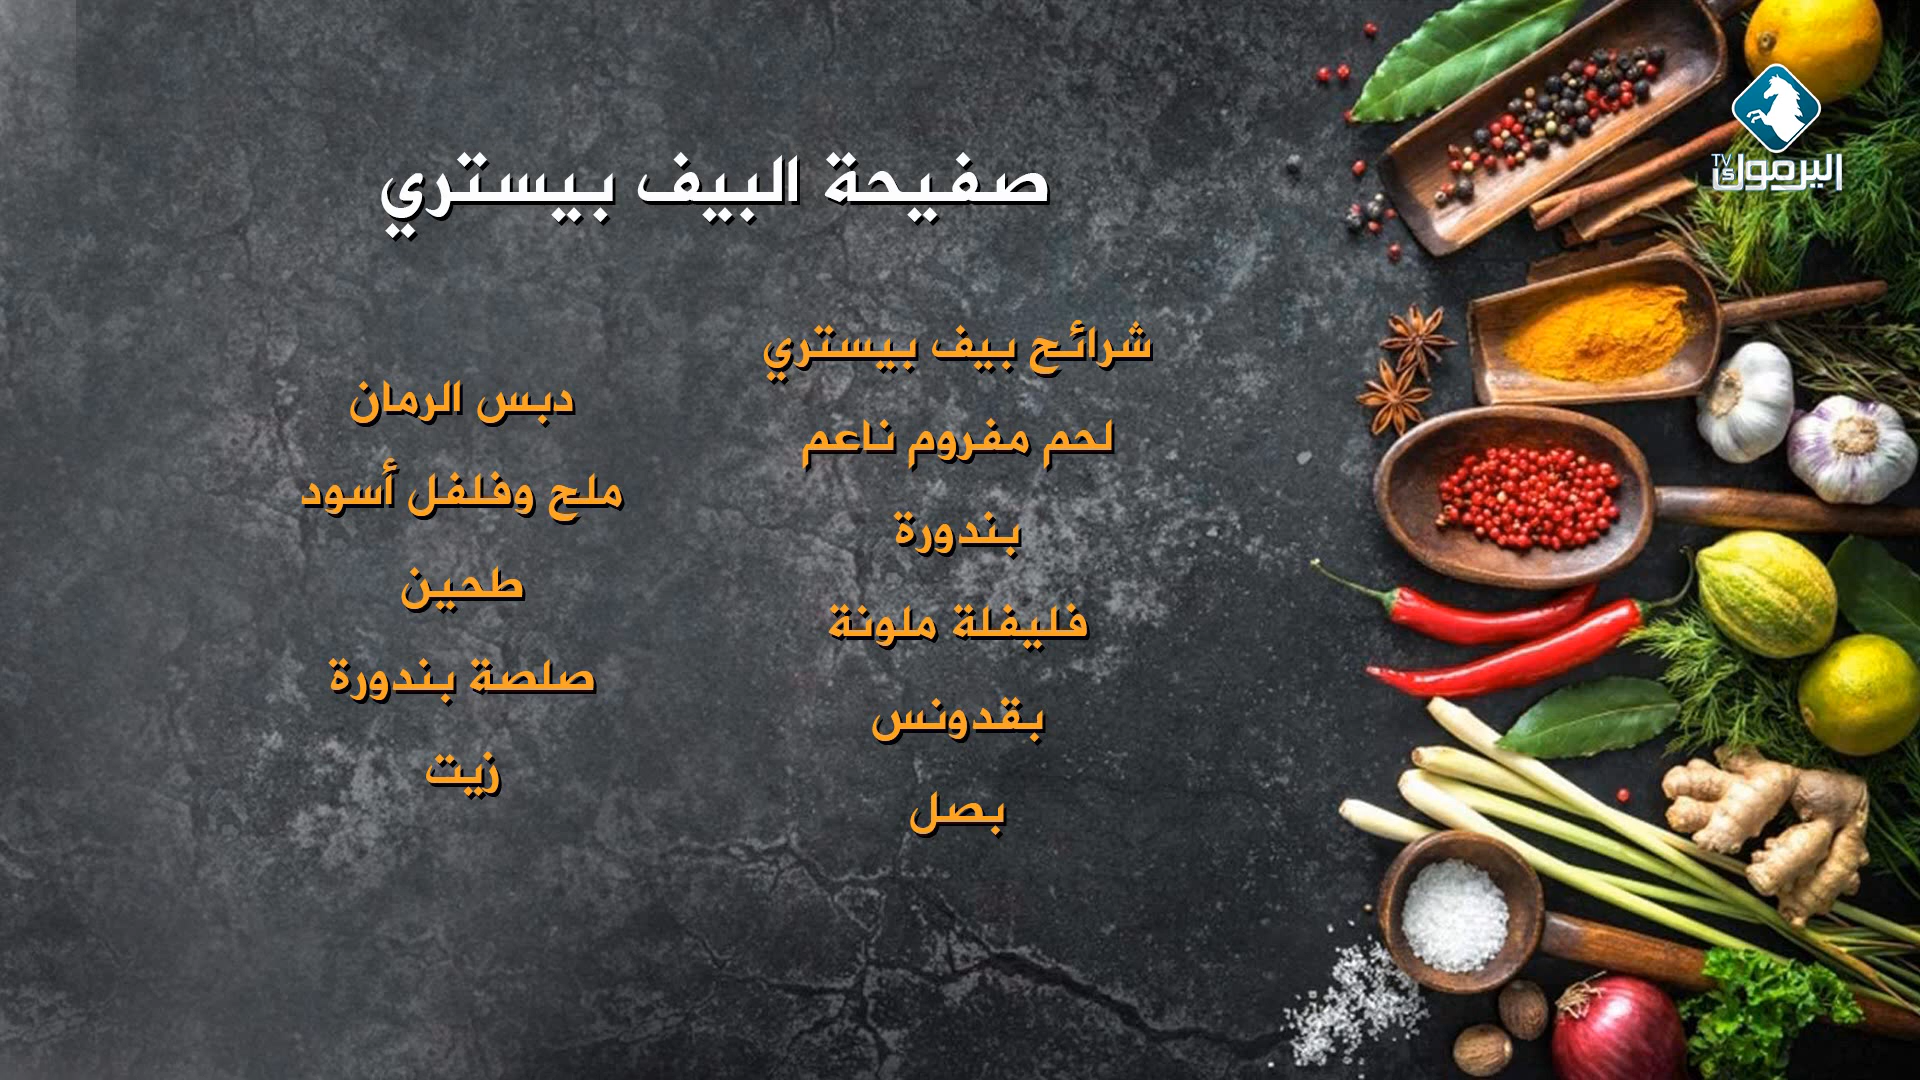 اليرموك
TV
صفيحة البيف بيستري
شرائح بيف بيستري
لحم مفروم ناعم
بندورة
فليفلة ملونة
بقدونس
بصل
دبس الرمان
ملح وفلفل أسود
طحين
صلصة بندورة
زيت